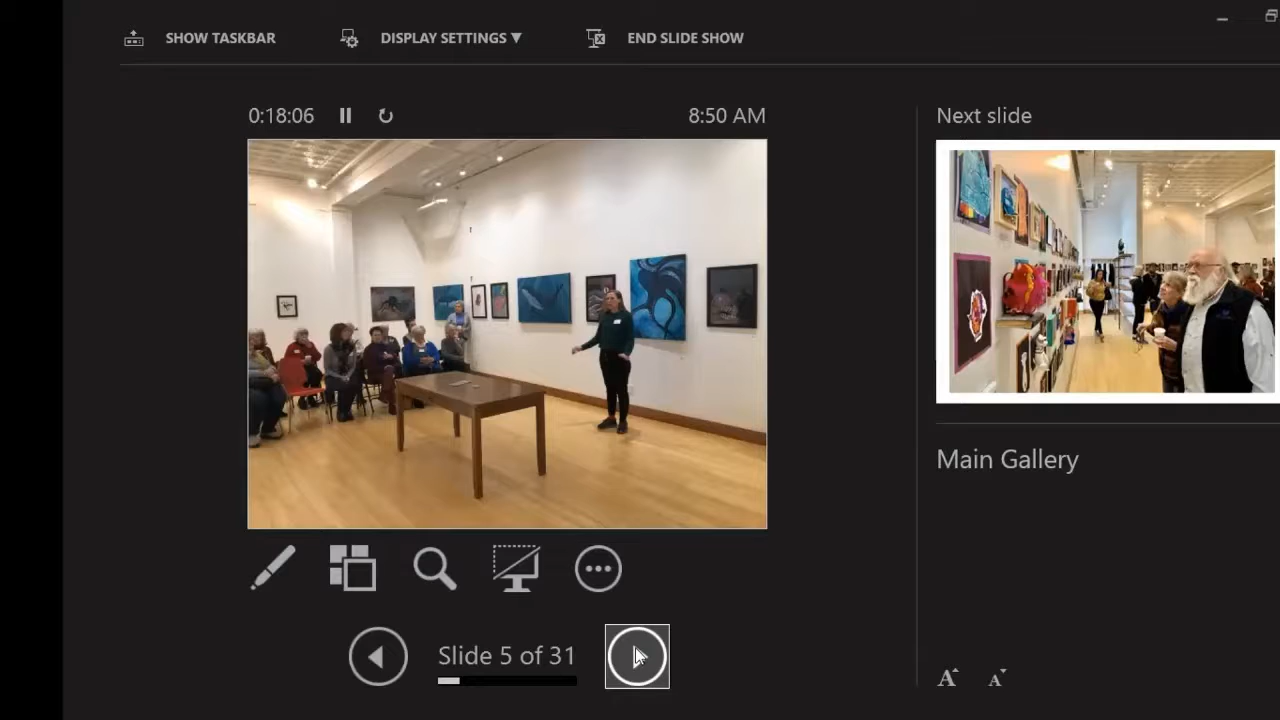 SHOW TASKBAR
DISPLAY SETTINGS ▼
END SLIDE SHOW
0:18:06
8:50 AM
Next slide
Main Gallery
Slide 5 of 31
A A